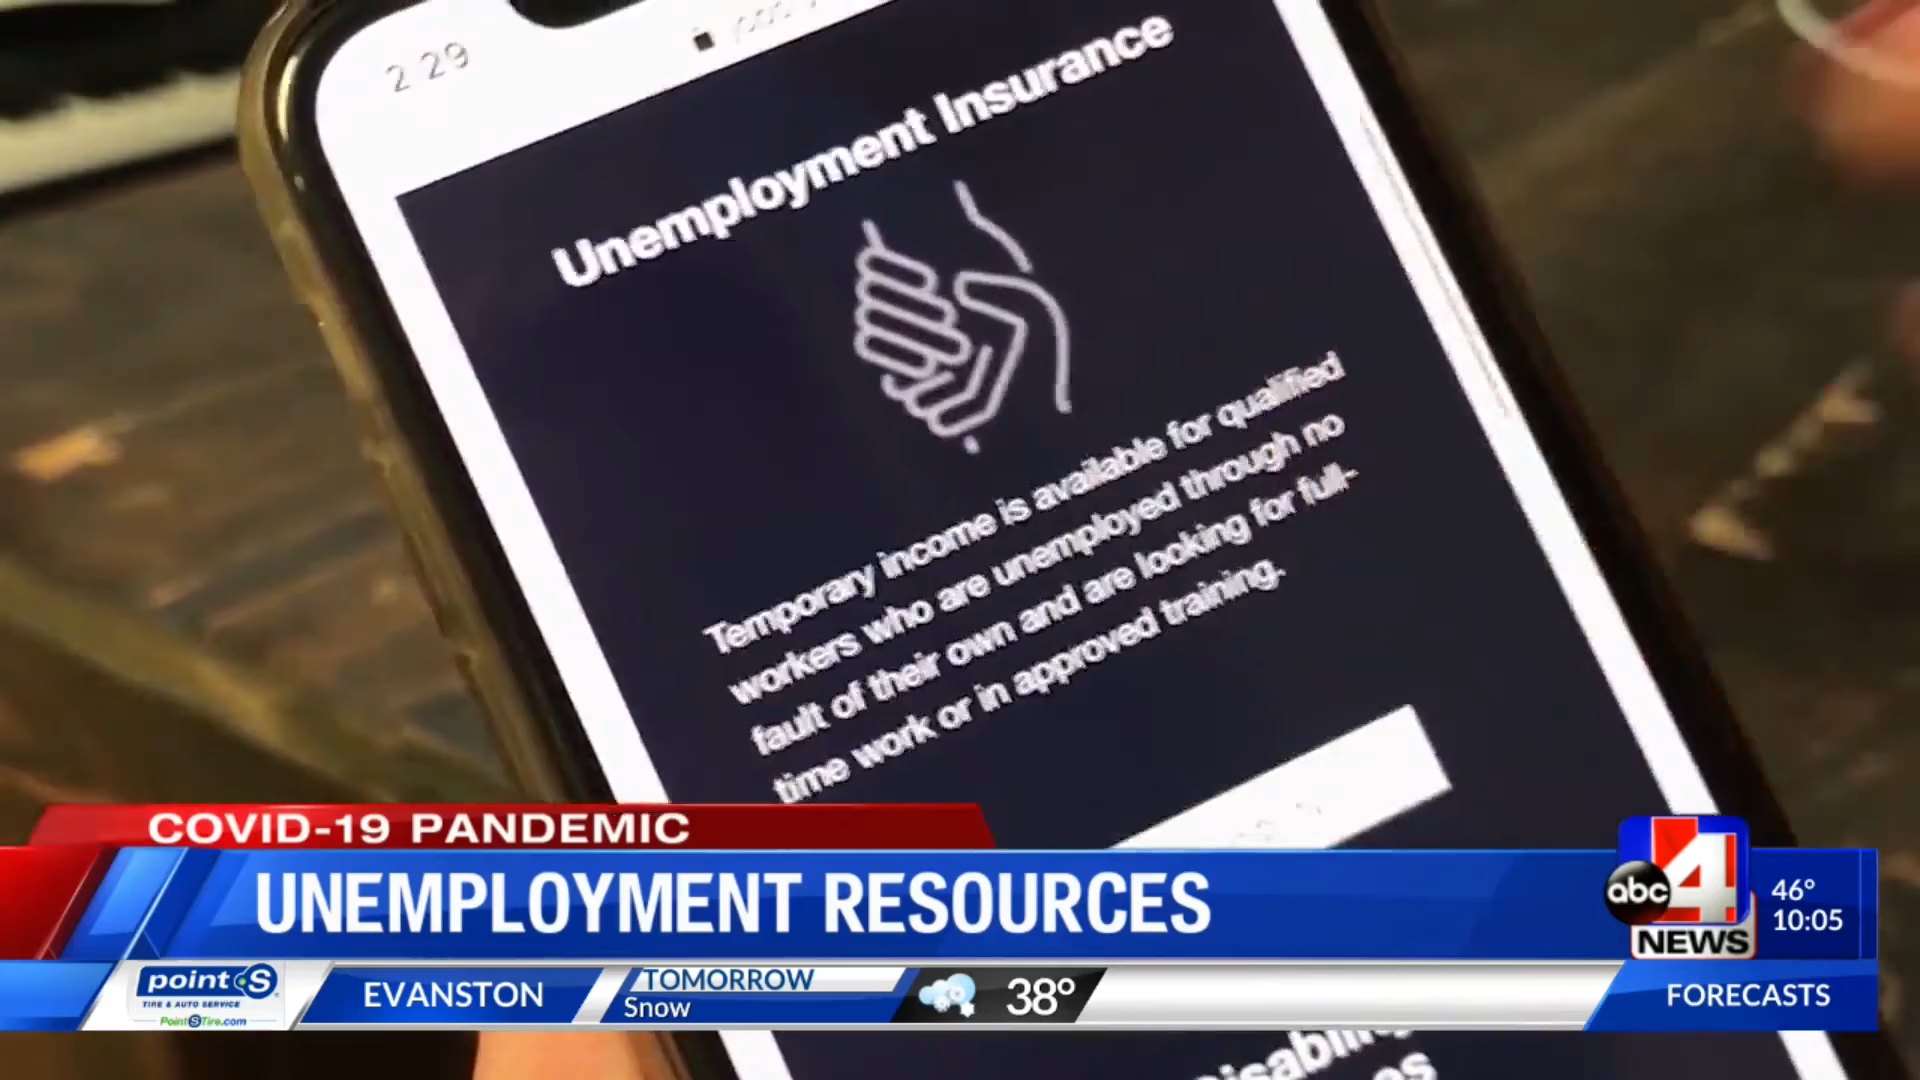 2 29
Unemployment Insurance
Temporary income is available for qualified
workers who are unemployed through no
fault of their own and are looking for full-
time work or in approved training.
COVID-19 PANDEMIC
UNEMPLOYMENT RESOURCES
abc 4
NEWS
46°
10:05
point S
TIRE & AUTO SERVICE
PointSTire.com
EVANSTON
TOMORROW
Snow
38°
FORECASTS